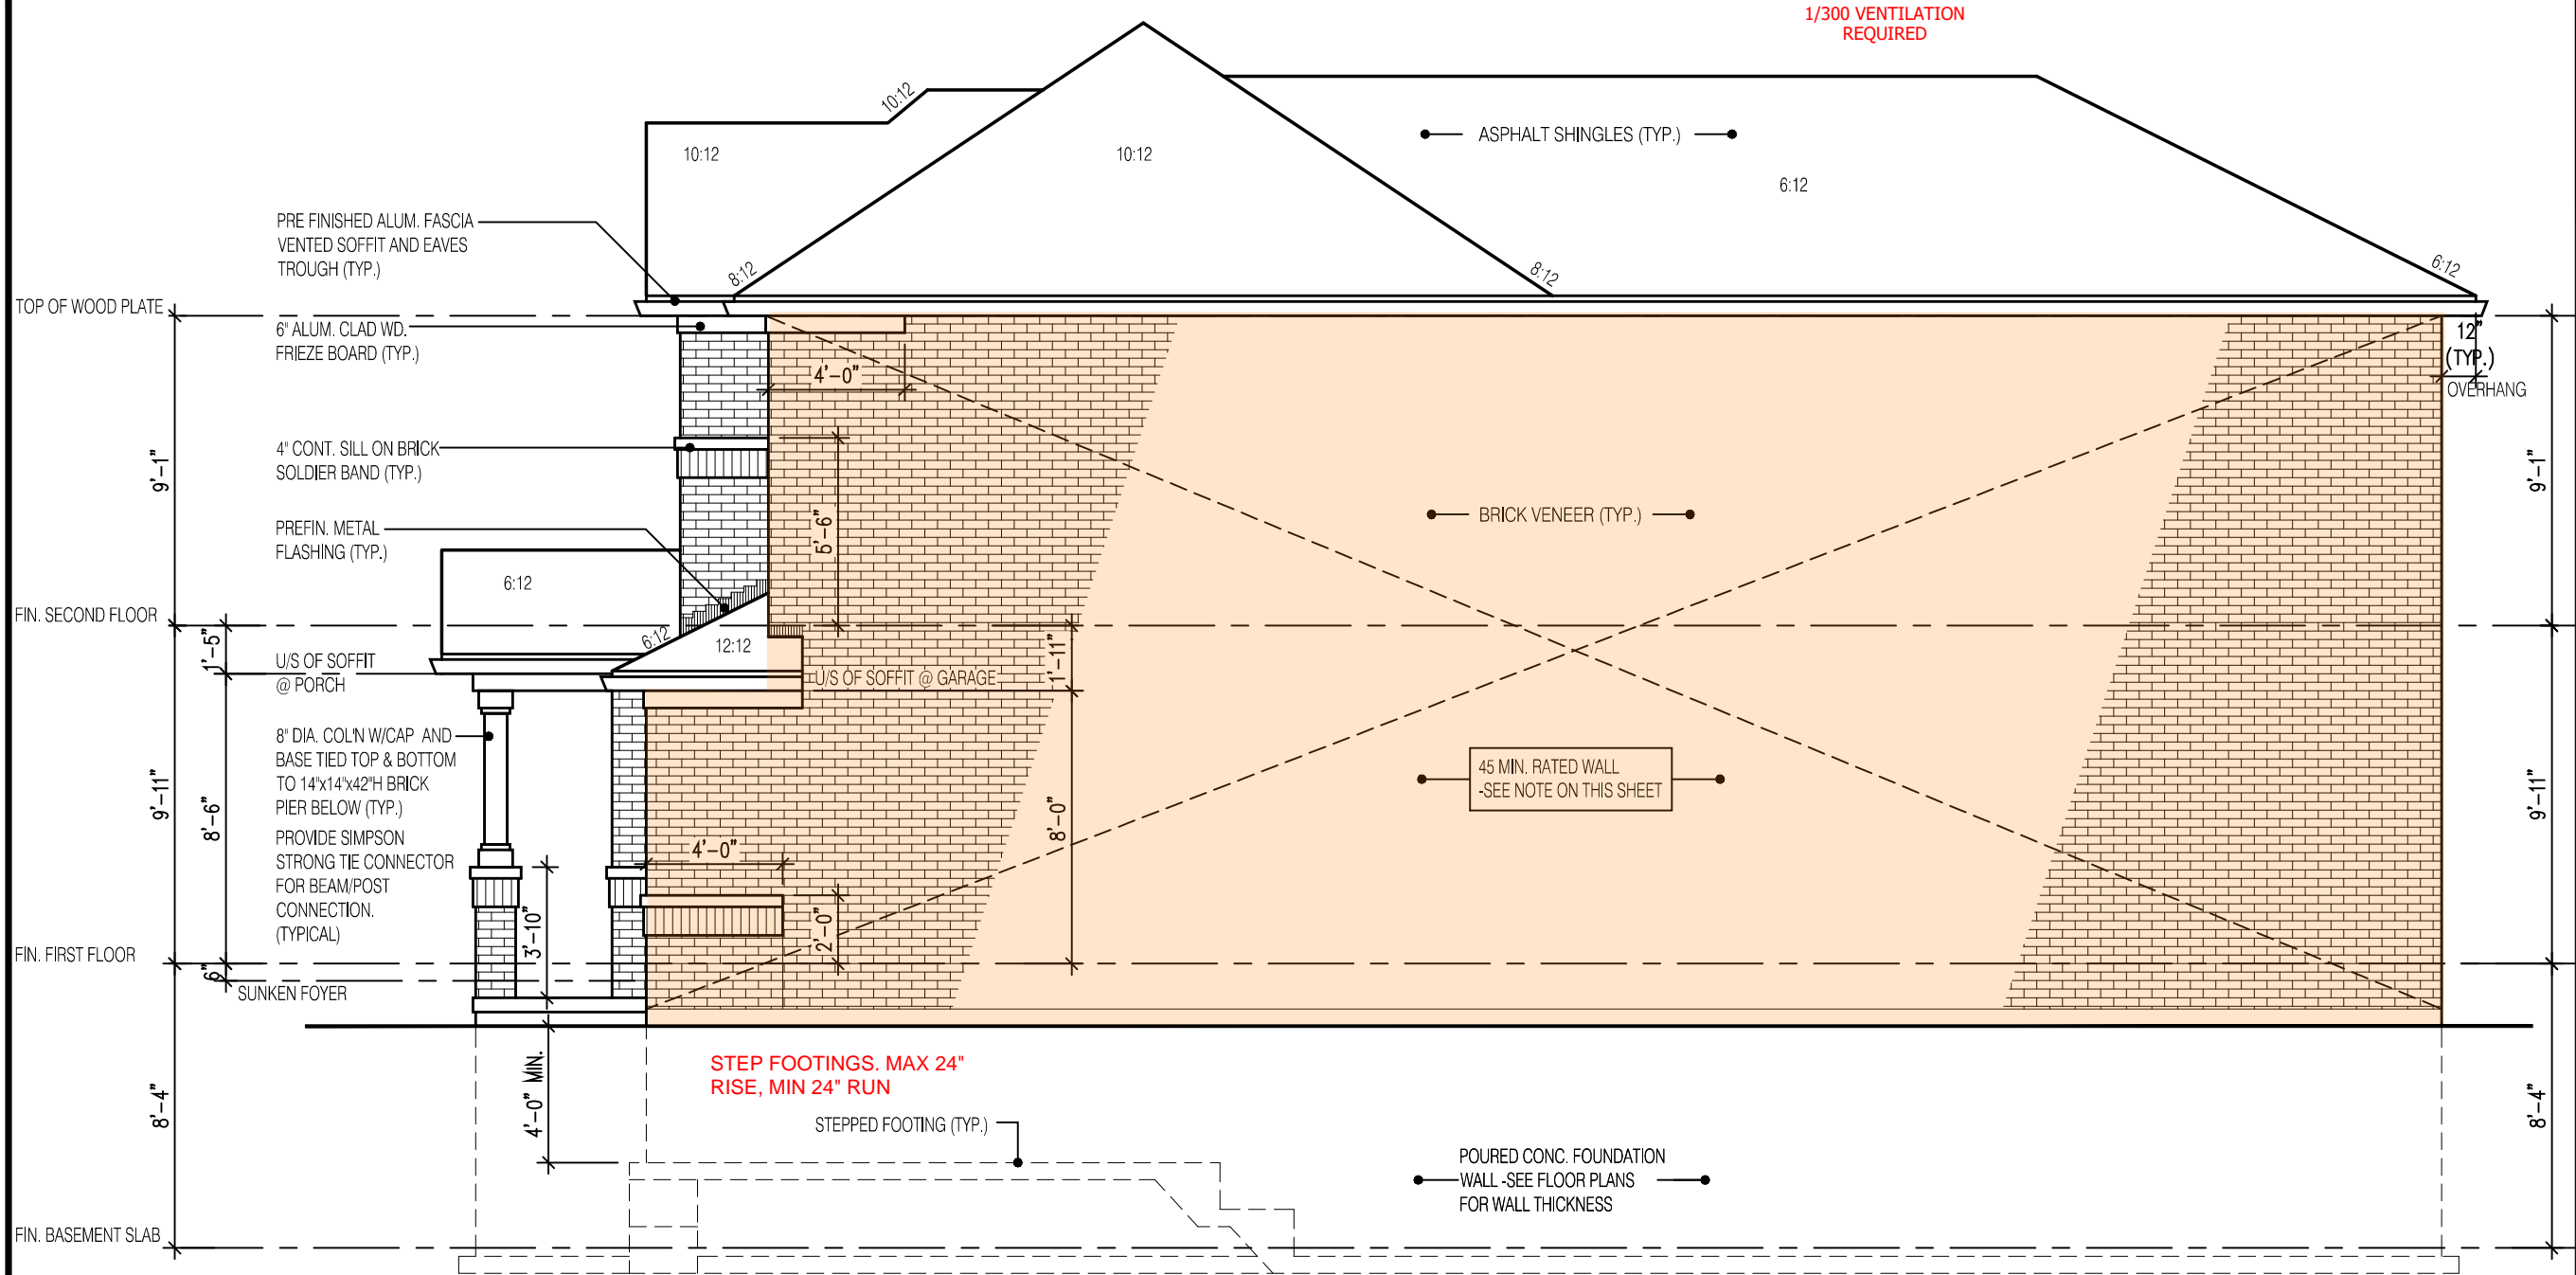 1/300 VENTILATION
REQUIRED
10:12
10:12
10:12
ASPHALT SHINGLES (TYP.)
6:12
PRE FINISHED ALUM. FASCIA
VENTED SOFFIT AND EAVES
TROUGH (TYP.)
8:12
8:12
6:12
TOP OF WOOD PLATE
6" ALUM. CLAD WD.
FRIEZE BOARD (TYP.)
12"
(TYP.)
OVERHANG
4'-0"
4" CONT. SILL ON BRICK
SOLDIER BAND (TYP.)
9'-1"
9'-1"
5'-6"
BRICK VENEER (TYP.)
PREFIN. METAL
FLASHING (TYP.)
6:12
FIN. SECOND FLOOR
6:12
12:12
1'-5"
1'-11"
U/S OF SOFFIT
@ PORCH
U/S OF SOFFIT @ GARAGE
8" DIA. COL'N W/CAP AND
BASE TIED TOP & BOTTOM
TO 14"x14"x42"H BRICK
PIER BELOW (TYP.)
PROVIDE SIMPSON
STRONG TIE CONNECTOR
FOR BEAM/POST
CONNECTION.
(TYPICAL)
45 MIN. RATED WALL
-SEE NOTE ON THIS SHEET
9'-11"
8'-6"
8'-0"
9'-11"
4'-0"
3'-10"
2'-0"
FIN. FIRST FLOOR
6"
SUNKEN FOYER
STEP FOOTINGS. MAX 24"
RISE, MIN 24" RUN
4'-0" MIN.
8'-4"
8'-4"
STEPPED FOOTING (TYP.)
POURED CONC. FOUNDATION
WALL -SEE FLOOR PLANS
FOR WALL THICKNESS
FIN. BASEMENT SLAB